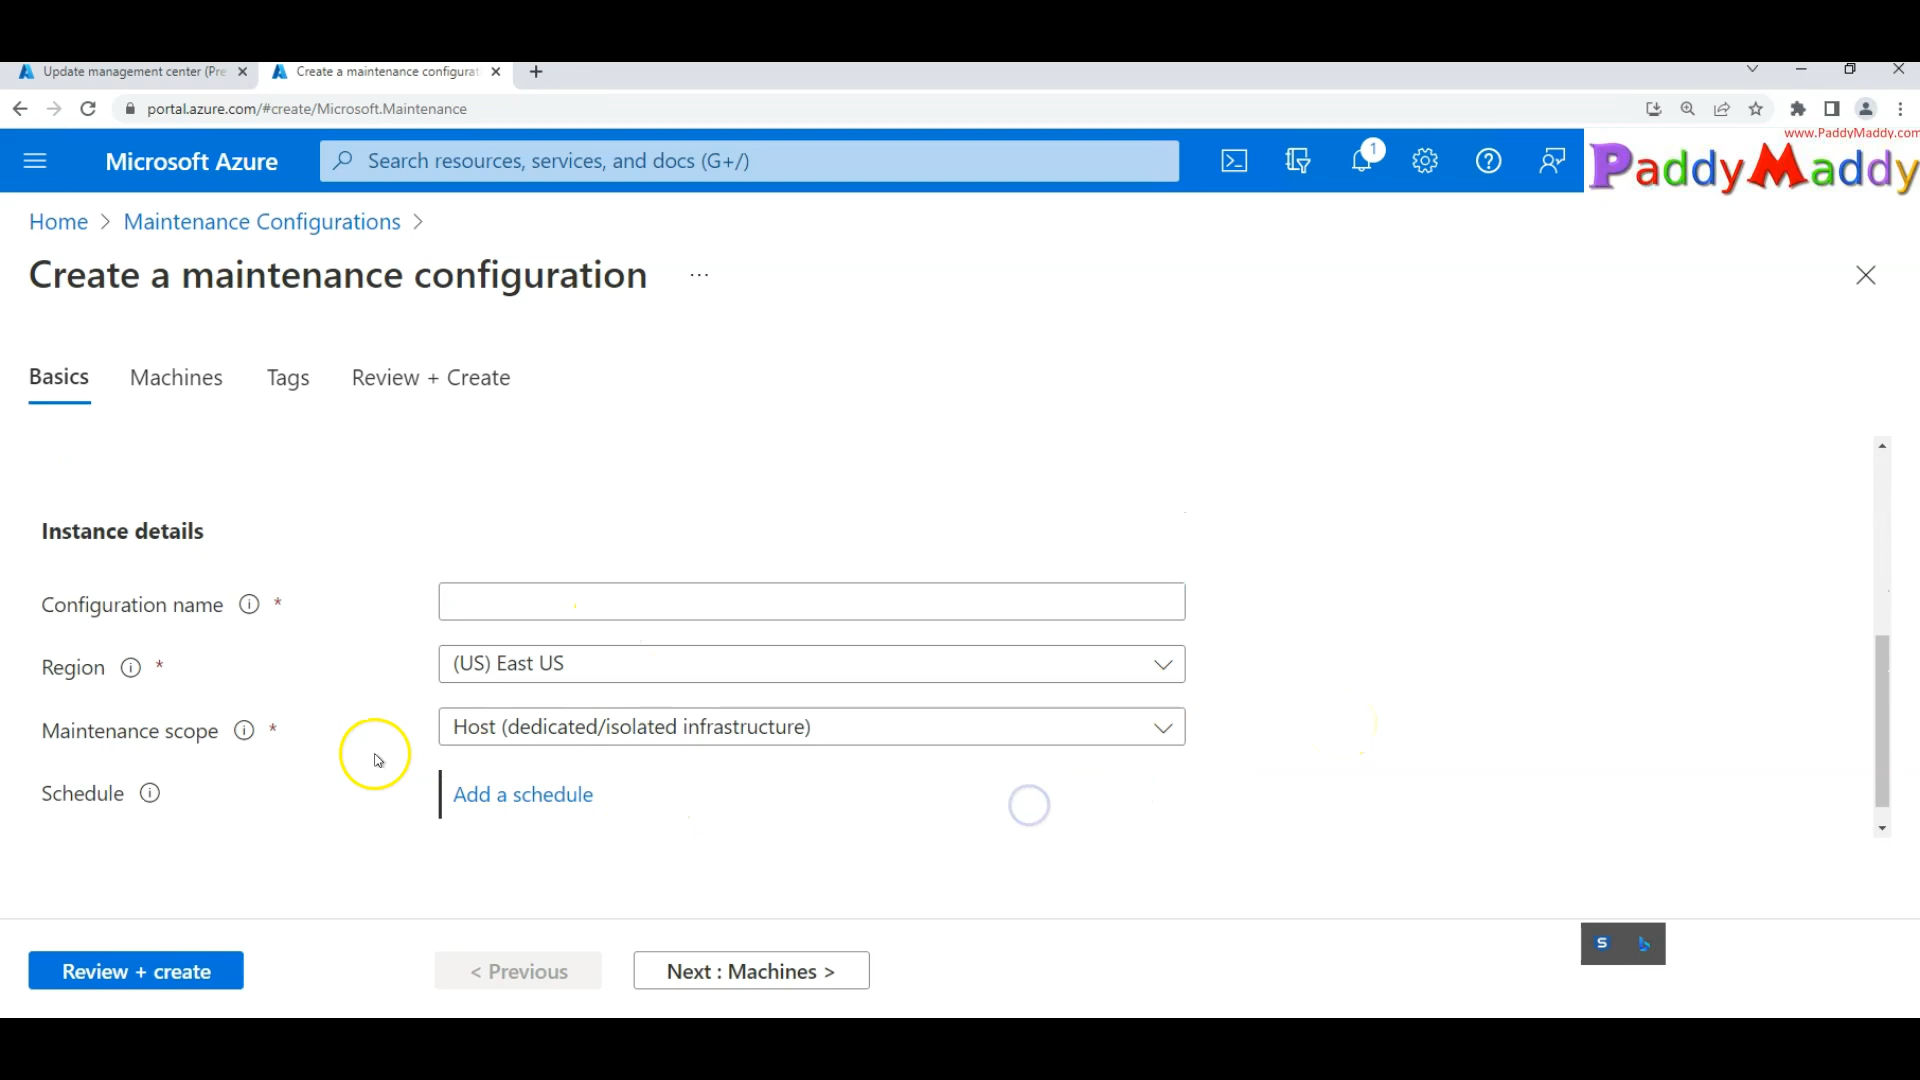 Update management center (Pre
Create a maintenance configurat
portal.azure.com/#create/Microsoft.Maintenance
www.PaddyMaddy.com
Microsoft Azure
Search resources, services, and docs (G+/)
1
PaddyMaddy
Home > Maintenance Configurations >
Create a maintenance configuration ...
Basics Machines Tags Review + Create
Instance details
Configuration name *
Region * (US) East US
Maintenance scope * Host (dedicated/isolated infrastructure)
Schedule Add a schedule
Review + create < Previous Next : Machines >
S